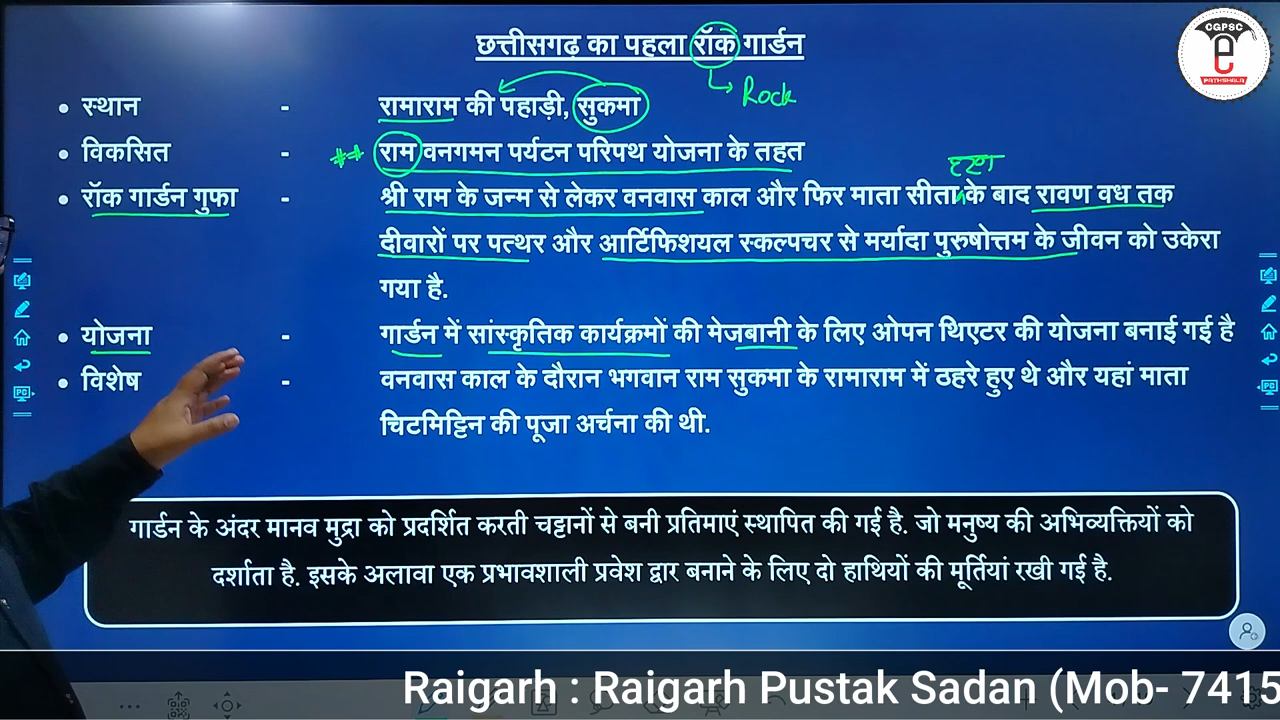 छत्तीसगढ़ का पहला रॉक गार्डन
CGPSC
e
PATHSHALA
Rock
• स्थान - रामाराम की पहाड़ी, सुकमा
• विकसित - ** राम वनगमन पर्यटन परिपथ योजना के तहत
हरण
• रॉक गार्डन गुफा - श्री राम के जन्म से लेकर वनवास काल और फिर माता सीता के बाद रावण वध तक
दीवारों पर पत्थर और आर्टिफिशयल स्कल्पचर से मर्यादा पुरुषोत्तम के जीवन को उकेरा
गया है.
• योजना - गार्डन में सांस्कृतिक कार्यक्रमों की मेजबानी के लिए ओपन थिएटर की योजना बनाई गई है
• विशेष - वनवास काल के दौरान भगवान राम सुकमा के रामाराम में ठहरे हुए थे और यहां माता
चिटमिट्टिन की पूजा अर्चना की थी.
गार्डन के अंदर मानव मुद्रा को प्रदर्शित करती चट्टानों से बनी प्रतिमाएं स्थापित की गई है. जो मनुष्य की अभिव्यक्तियों को
दर्शाता है. इसके अलावा एक प्रभावशाली प्रवेश द्वार बनाने के लिए दो हाथियों की मूर्तियां रखी गई है.
Raigarh : Raigarh Pustak Sadan (Mob- 7415